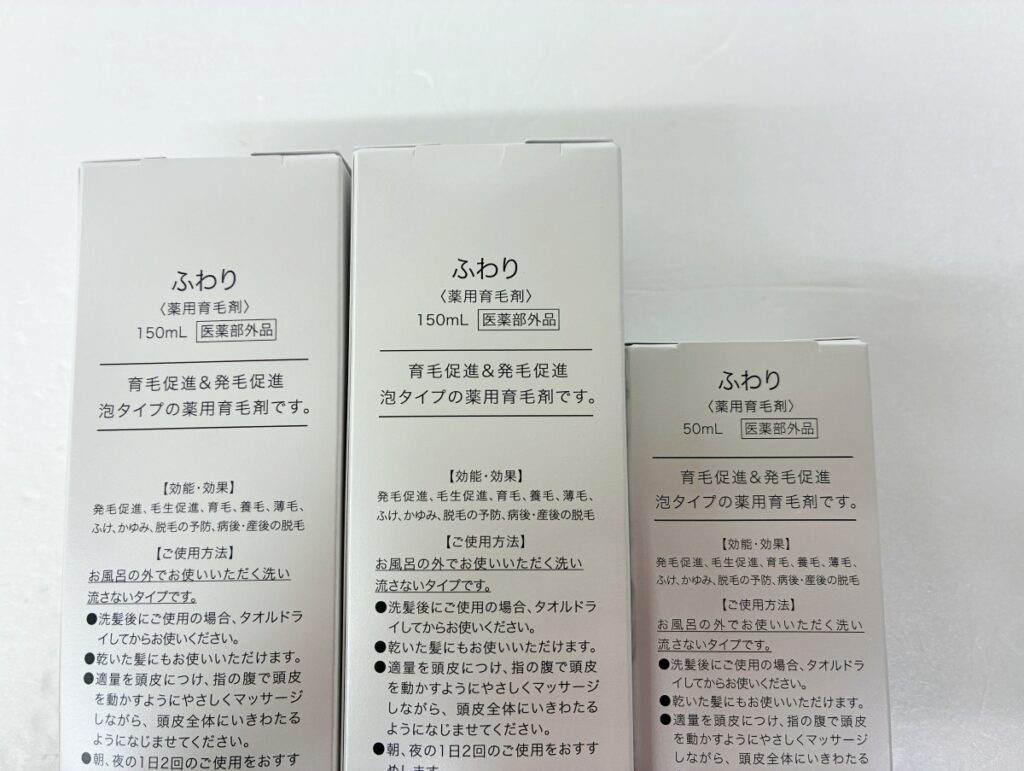 ふわり
〈薬用育毛剤〉
150mL 医薬部外品
育毛促進＆発毛促進
泡タイプの薬用育毛剤です。
【効能・効果】
発毛促進、毛生促進、育毛、養毛、薄毛、
ふけ、かゆみ、脱毛の予防、病後・産後の脱毛
【ご使用方法】
お風呂の外でお使いいただく洗い
流さないタイプです。
●洗髪後にご使用の場合、タオルドラ
イしてからお使いください。
●乾いた髪にもお使いいただけます。
●適量を頭皮につけ、指の腹で頭皮
を動かすようにやさしくマッサージ
しながら、頭皮全体にいきわたる
ようになじませてください。
●朝、夜の1日2回のご使用をおすす
ふわり
〈薬用育毛剤〉
150mL 医薬部外品
育毛促進＆発毛促進
泡タイプの薬用育毛剤です。
【効能・効果】
発毛促進、毛生促進、育毛、養毛、薄毛、
ふけ、かゆみ、脱毛の予防、病後・産後の脱毛
【ご使用方法】
お風呂の外でお使いいただく洗い
流さないタイプです。
●洗髪後にご使用の場合、タオルドラ
イしてからお使いください。
●乾いた髪にもお使いいただけます。
●適量を頭皮につけ、指の腹で頭皮
を動かすようにやさしくマッサージ
しながら、頭皮全体にいきわたる
ようになじませてください。
●朝、夜の1日2回のご使用をおすす
めします。
ふわり
〈薬用育毛剤〉
50mL 医薬部外品
育毛促進＆発毛促進
泡タイプの薬用育毛剤です。
【効能・効果】
発毛促進、毛生促進、育毛、養毛、薄毛、
ふけ、かゆみ、脱毛の予防、病後・産後の脱毛
【ご使用方法】
お風呂の外でお使いいただく洗い
流さないタイプです。
●洗髪後にご使用の場合、タオルドラ
イしてからお使いください。
●乾いた髪にもお使いいただけます。
●適量を頭皮につけ、指の腹で頭皮
を動かすようにやさしくマッサージ
しながら、頭皮全体にいきわたる